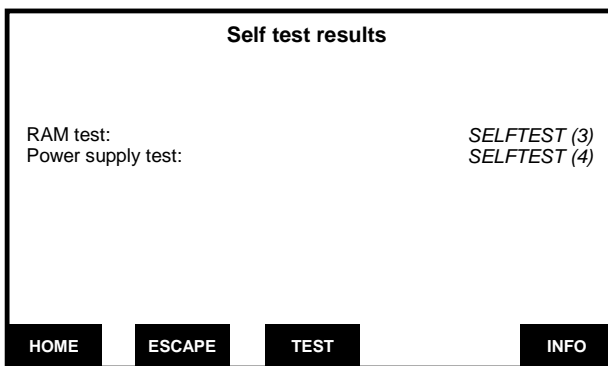 Self test results
RAM test: SELFTEST (3)
Power supply test: SELFTEST (4)
HOME ESCAPE TEST INFO